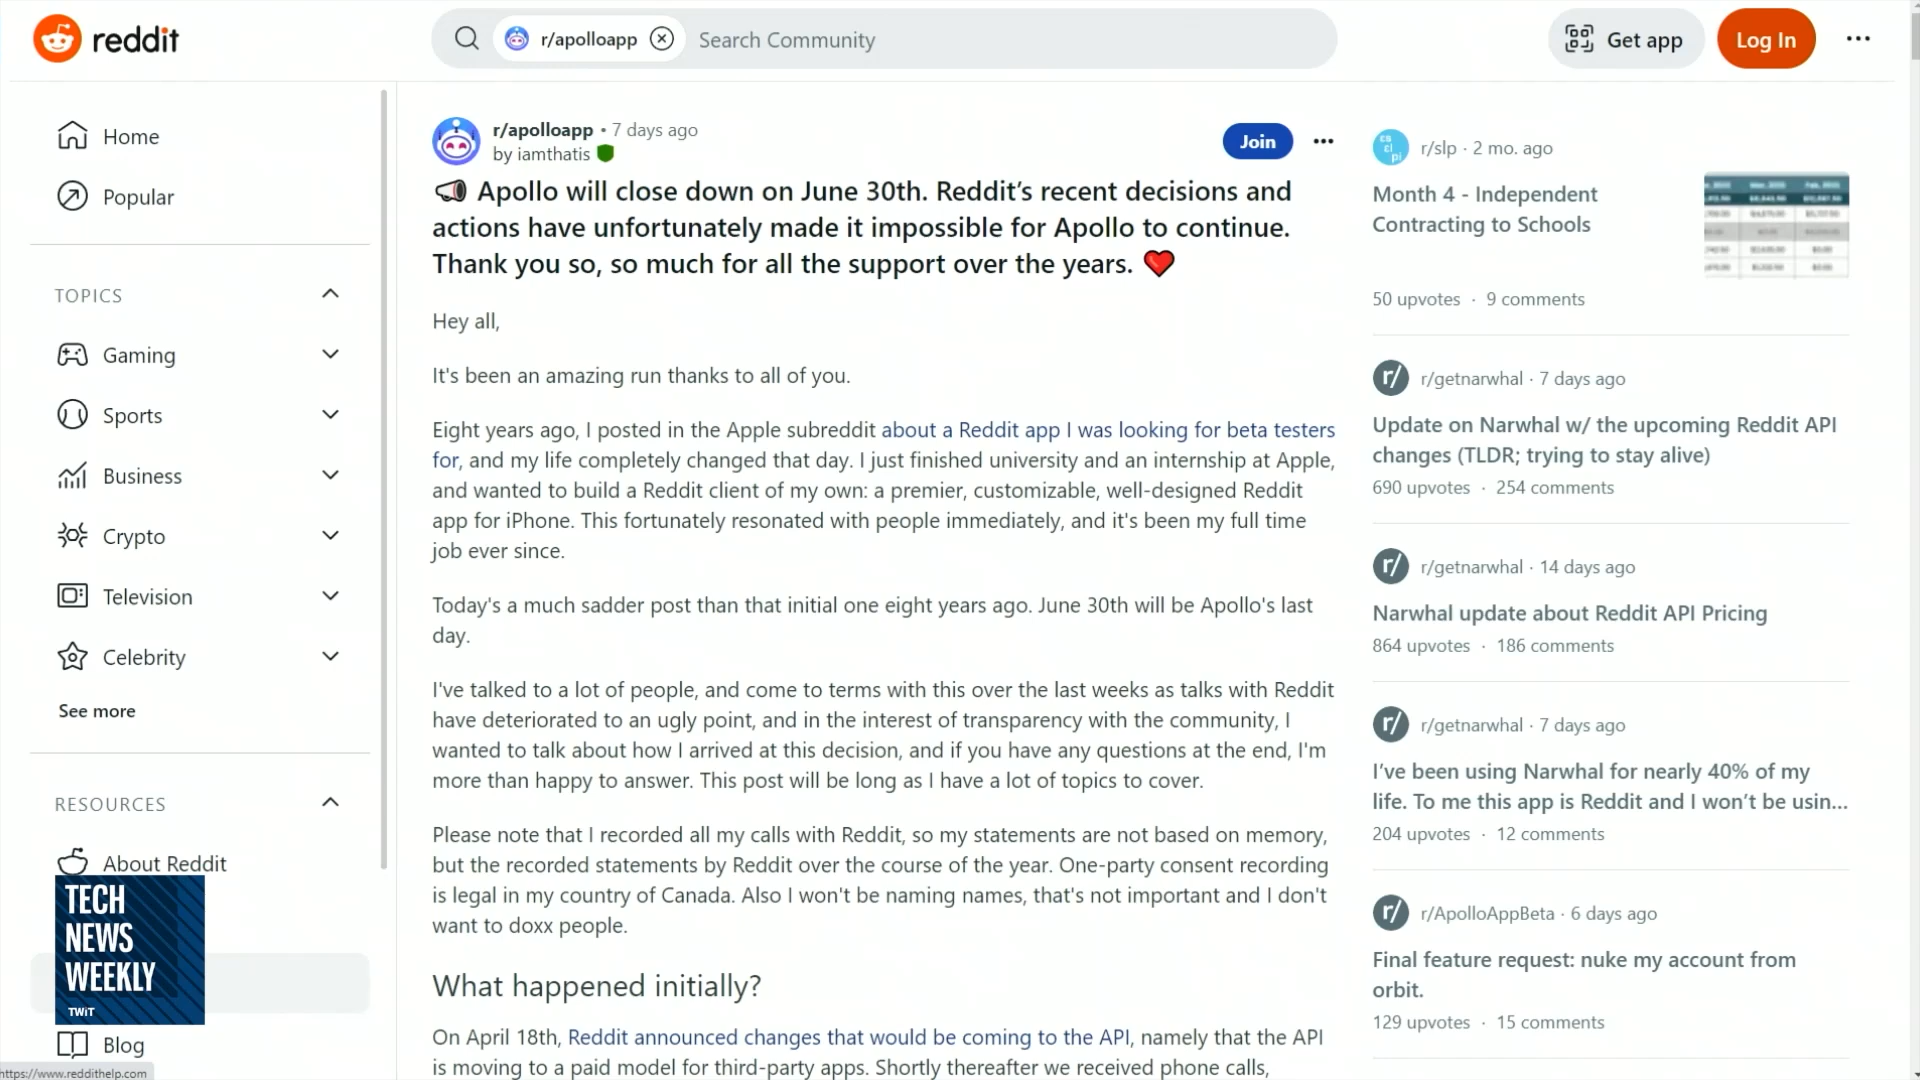 reddit
r/apolloapp
Search Community
Get app
Log In
Home
Popular
TOPICS
Gaming
Sports
Business
Crypto
Television
Celebrity
See more
RESOURCES
About Reddit
TECH
NEWS
WEEKLY
TWiT
Blog
https://www.reddithelp.com
r/apolloapp • 7 days ago
by iamthatis
Join
Apollo will close down on June 30th. Reddit’s recent decisions and
actions have unfortunately made it impossible for Apollo to continue.
Thank you so, so much for all the support over the years.
Hey all,
It's been an amazing run thanks to all of you.
Eight years ago, I posted in the Apple subreddit about a Reddit app I was looking for beta testers
for, and my life completely changed that day. I just finished university and an internship at Apple,
and wanted to build a Reddit client of my own: a premier, customizable, well-designed Reddit
app for iPhone. This fortunately resonated with people immediately, and it's been my full time
job ever since.
Today's a much sadder post than that initial one eight years ago. June 30th will be Apollo's last
day.
I've talked to a lot of people, and come to terms with this over the last weeks as talks with Reddit
have deteriorated to an ugly point, and in the interest of transparency with the community, I
wanted to talk about how I arrived at this decision, and if you have any questions at the end, I'm
more than happy to answer. This post will be long as I have a lot of topics to cover.
Please note that I recorded all my calls with Reddit, so my statements are not based on memory,
but the recorded statements by Reddit over the course of the year. One-party consent recording
is legal in my country of Canada. Also I won't be naming names, that's not important and I don't
want to doxx people.
What happened initially?
On April 18th, Reddit announced changes that would be coming to the API, namely that the API
is moving to a paid model for third-party apps. Shortly thereafter we received phone calls,
r/slp · 2 mo. ago
Month 4 - Independent
Contracting to Schools
50 upvotes · 9 comments
r/
r/getnarwhal · 7 days ago
Update on Narwhal w/ the upcoming Reddit API
changes (TLDR; trying to stay alive)
690 upvotes · 254 comments
r/
r/getnarwhal · 14 days ago
Narwhal update about Reddit API Pricing
864 upvotes · 186 comments
r/
r/getnarwhal · 7 days ago
I’ve been using Narwhal for nearly 40% of my
life. To me this app is Reddit and I won’t be usin...
204 upvotes · 12 comments
r/
r/ApolloAppBeta · 6 days ago
Final feature request: nuke my account from
orbit.
129 upvotes · 15 comments